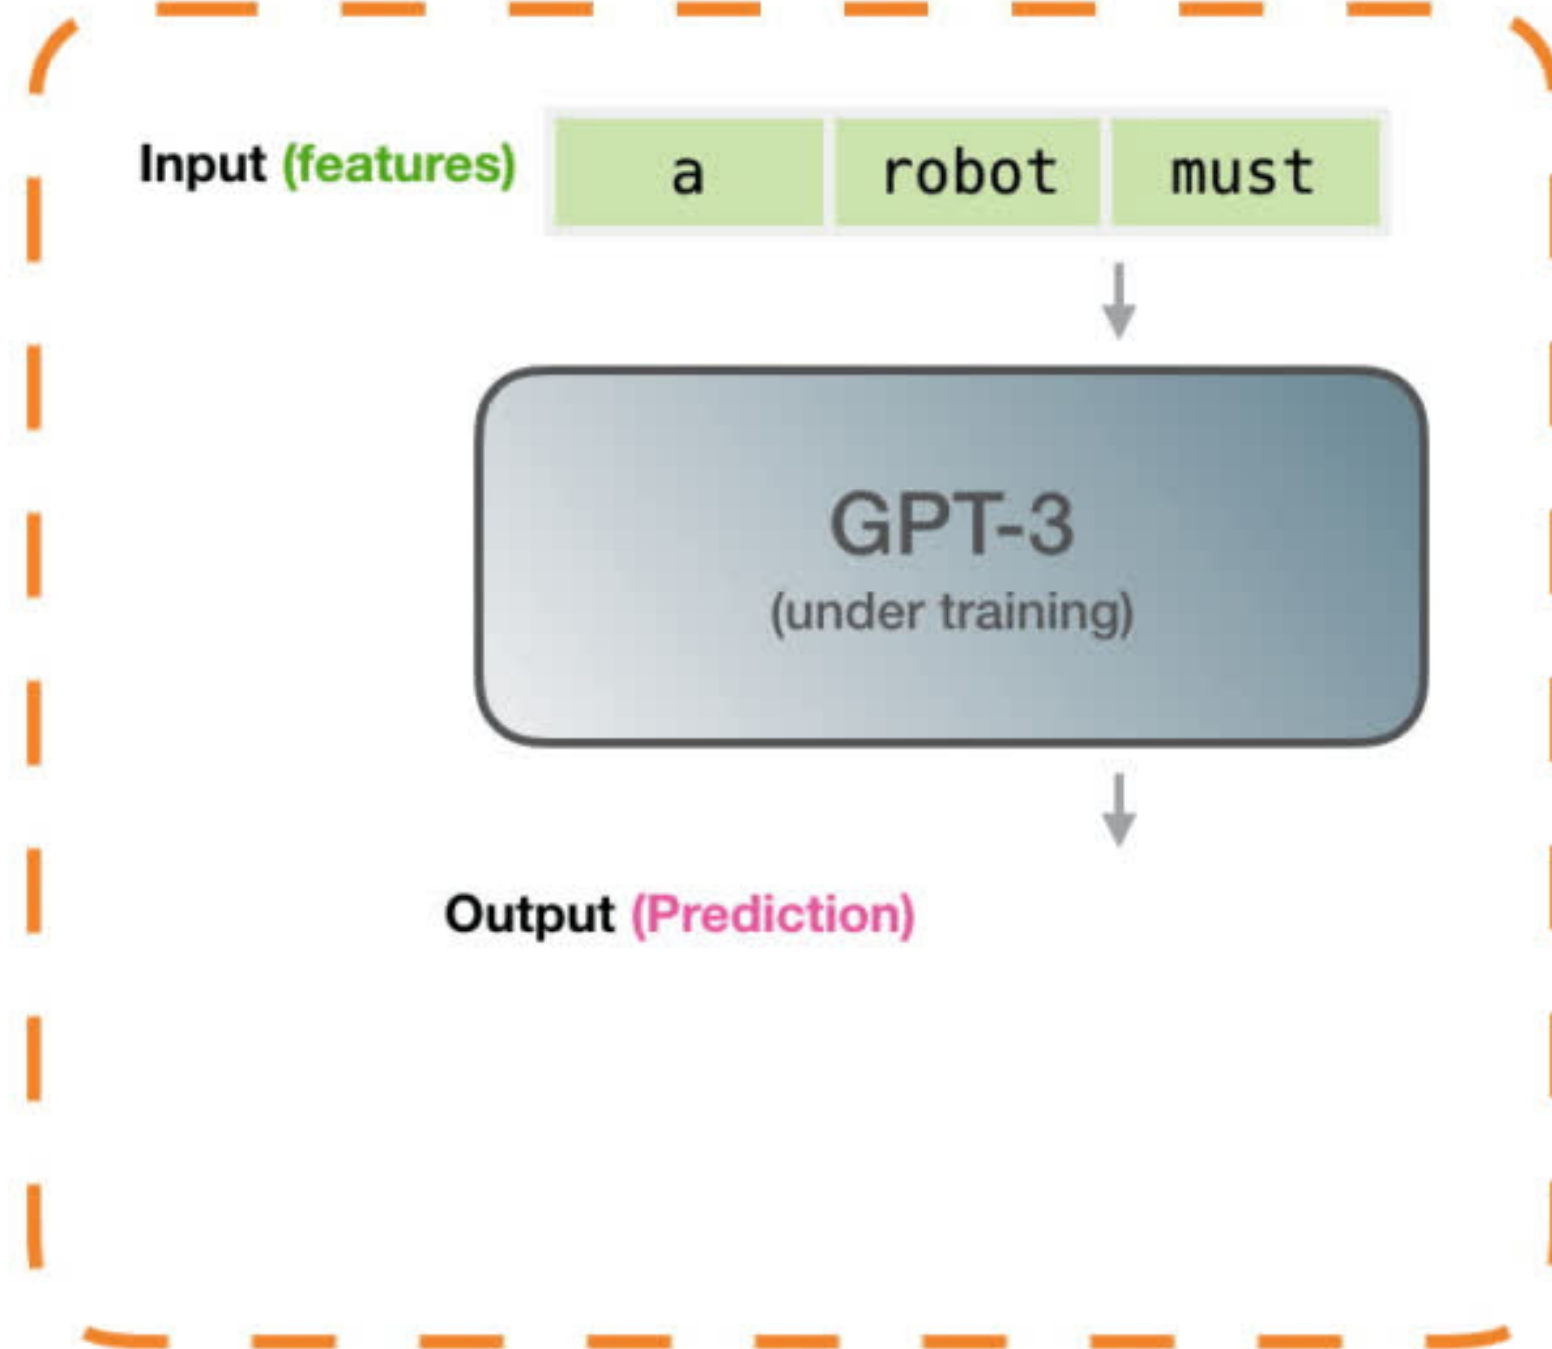 Input (features) a robot must
GPT-3
(under training)
Output (Prediction)